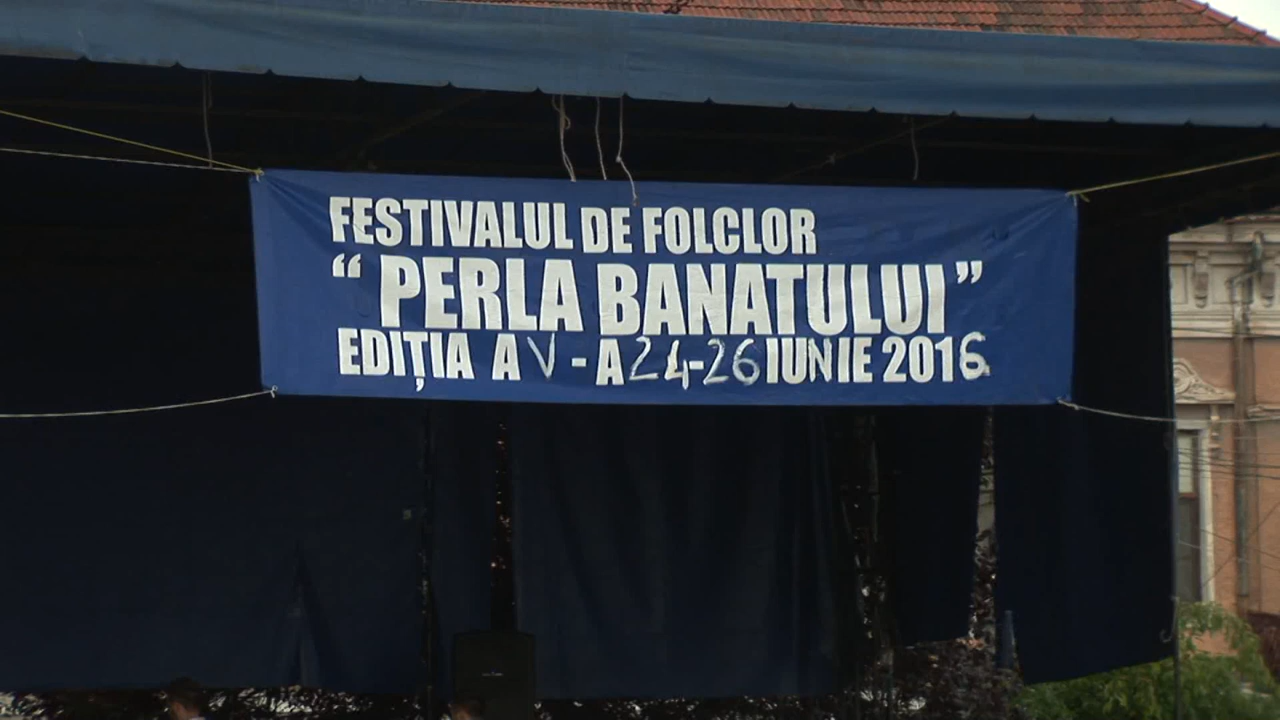 FESTIVALUL DE FOLCLOR
“ PERLA BANATULUI ”
EDIȚIA A V - A 24-26 IUNIE 2016